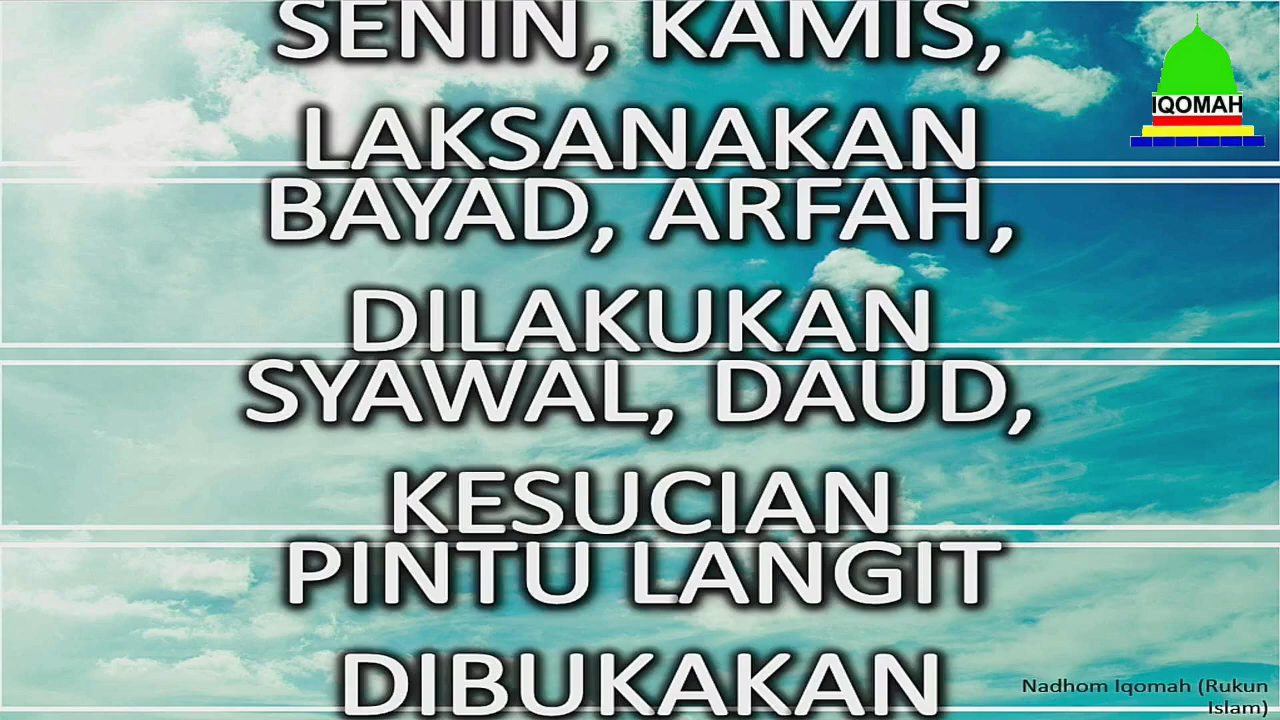 SENIN, KAMIS,
LAKSANAKAN
BAYAD, ARFAH,
DILAKUKAN
SYAWAL, DAUD,
KESUCIAN
PINTU LANGIT
DIBUKAKAN
IQOMAH
Nadhom Iqomah (Rukun
Islam)